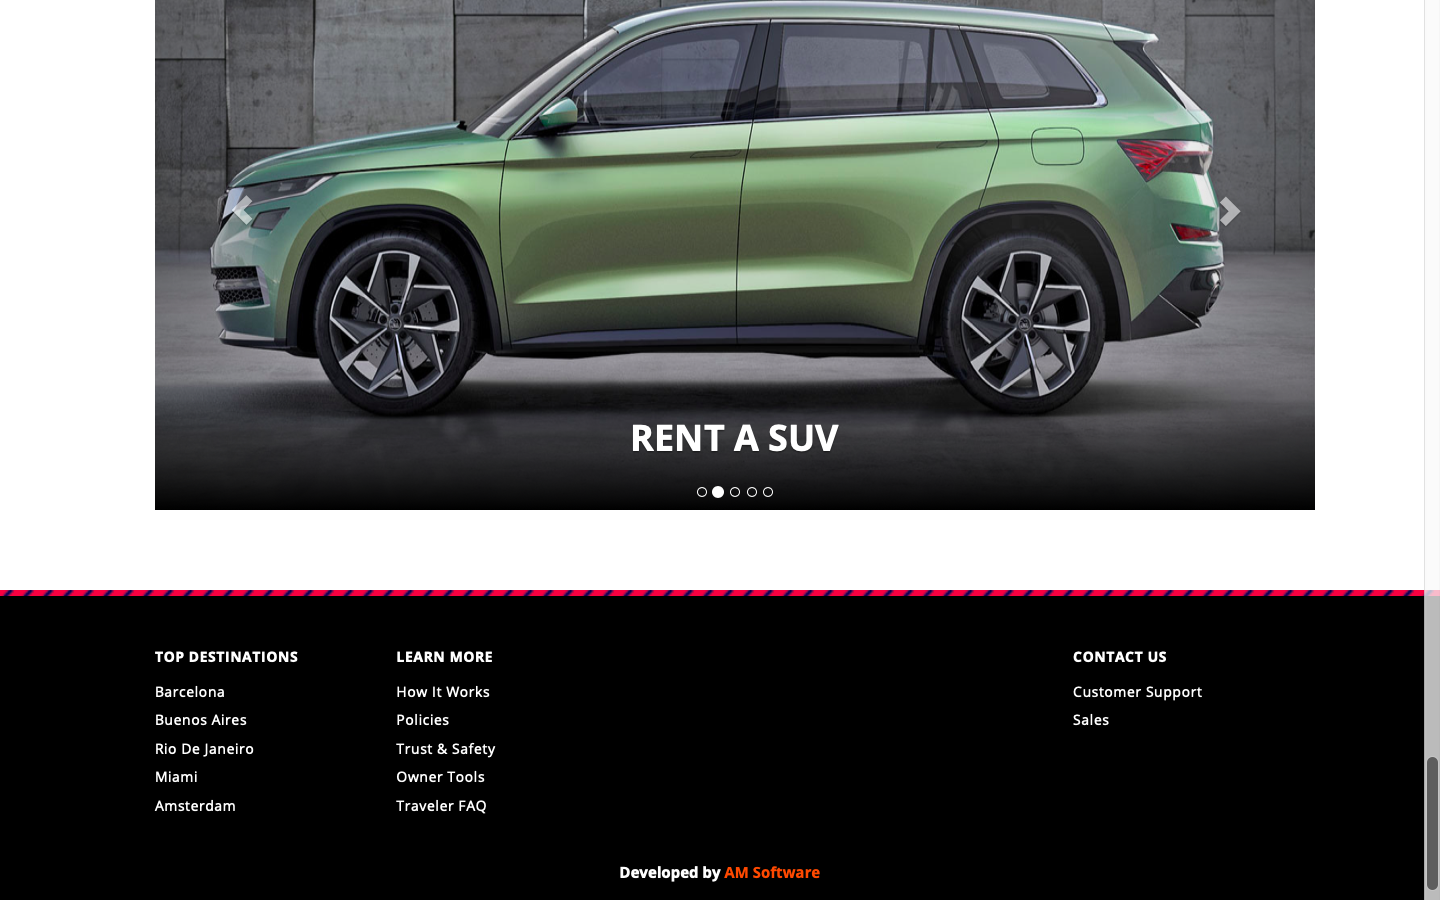 RENT A SUV
TOP DESTINATIONS
Barcelona
Buenos Aires
Rio De Janeiro
Miami
Amsterdam
LEARN MORE
How It Works
Policies
Trust & Safety
Owner Tools
Traveler FAQ
CONTACT US
Customer Support
Sales
Developed by AM Software